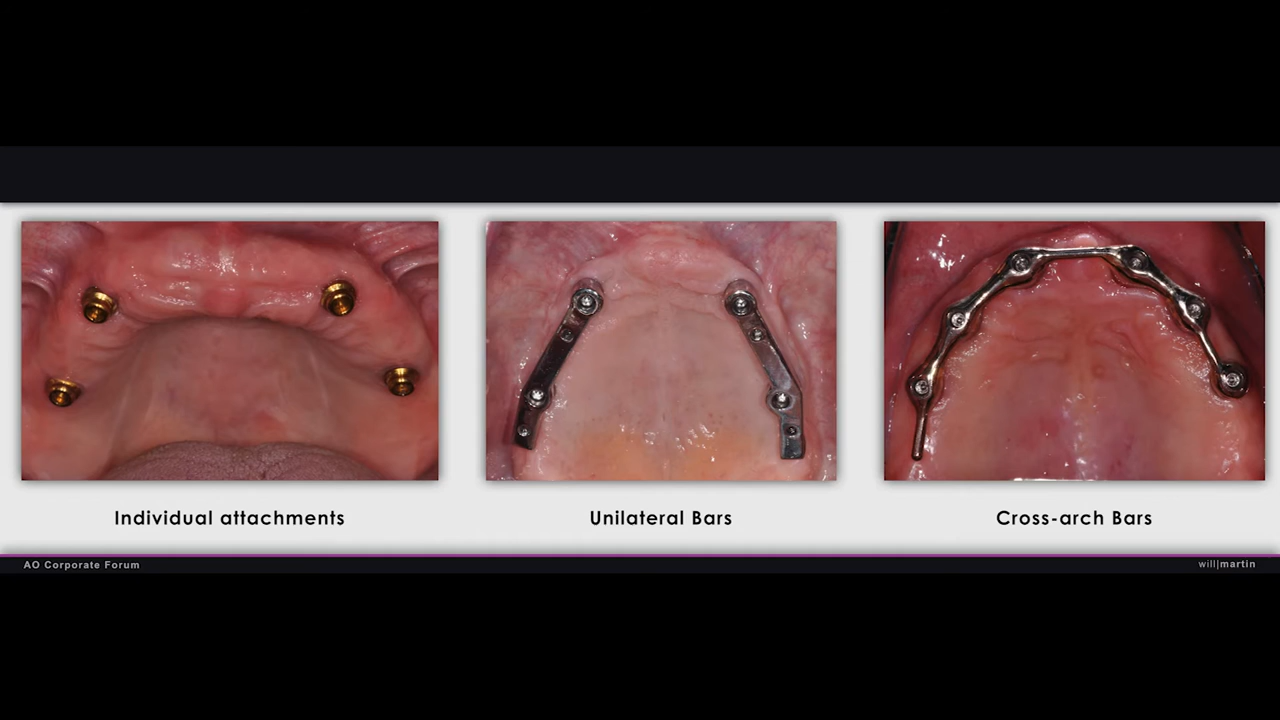 Individual attachments
Unilateral Bars
Cross-arch Bars
AO Corporate Forum
will|martin